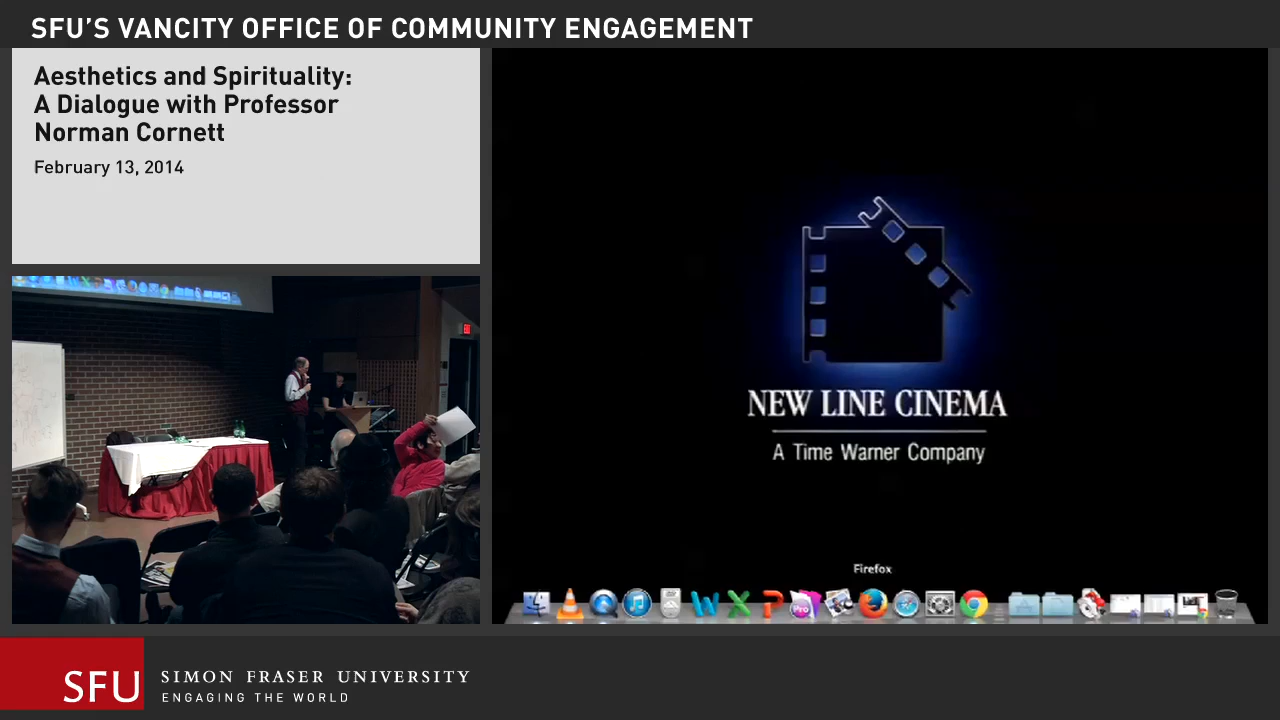 SFU'S VANCITY OFFICE OF COMMUNITY ENGAGEMENT
Aesthetics and Spirituality:
A Dialogue with Professor
Norman Cornett
February 13, 2014
NEW LINE CINEMA
A Time Warner Company
Firefox
Pro
SFU
SIMON FRASER UNIVERSITY
ENGAGING THE WORLD